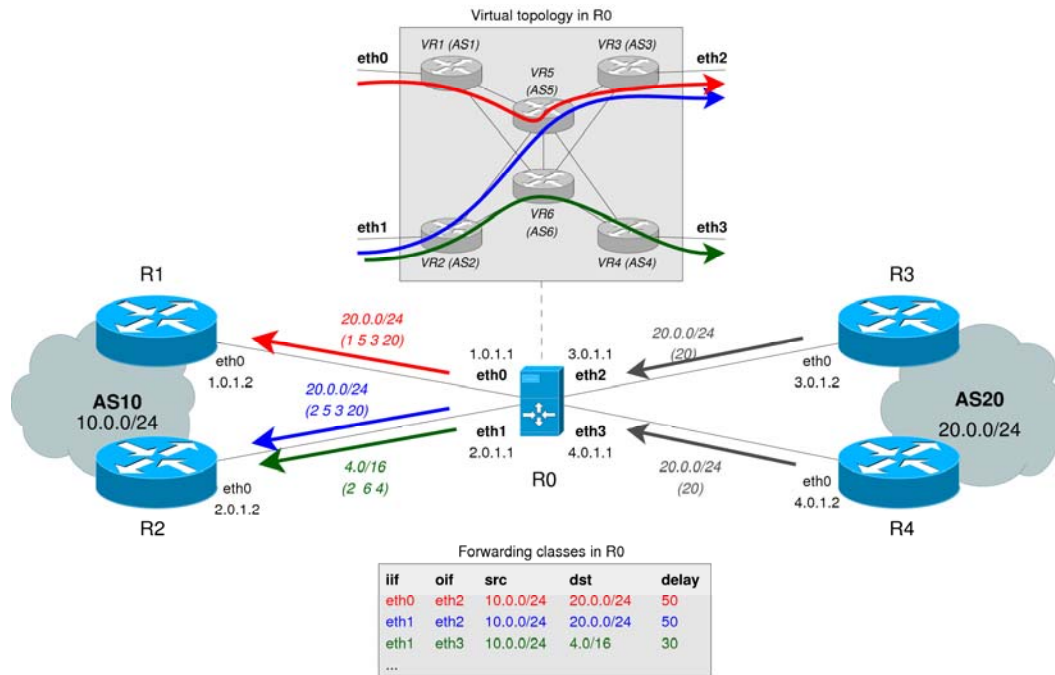 Virtual topology in R0
VR1 (AS1)
VR3 (AS3)
eth0
eth2
VR5
(AS5)
eth1
eth3
VR6
(AS6)
VR2 (AS2)
VR4 (AS4)
R1
R3
20.0.0/24
(1 5 3 20)
20.0.0/24
(20)
1.0.1.1
3.0.1.1
eth0
eth2
eth0
1.0.1.2
eth0
3.0.1.2
AS10
10.0.0/24
20.0.0/24
(2 5 3 20)
AS20
20.0.0/24
eth1
eth3
2.0.1.1
4.0.1.1
4.0/16
(2 6 4)
20.0.0/24
(20)
eth0
2.0.1.2
R0
eth0
4.0.1.2
R2
R4
Forwarding classes in R0
iif oif src dst delay
eth0 eth2 10.0.0/24 20.0.0/24 50
eth1 eth2 10.0.0/24 20.0.0/24 50
eth1 eth3 10.0.0/24 4.0/16 30
...